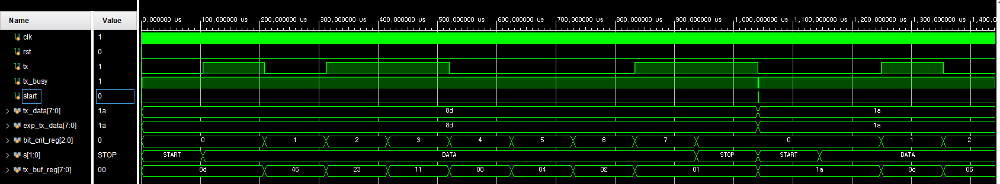 Name Value
0,000000 us 100,000000 us 200,000000 us 300,000000 us 400,000000 us 500,000000 us 600,000000 us 700,000000 us 800,000000 us 900,000000 us 1,000,000000 us 1,100,000000 us 1,200,000000 us 1,300,000000 us 1,400,0
clk 1
rst 0
tx 1
tx_busy 1
start 0
tx_data[7:0] 1a 8d 1a
exp_tx_data[7:0] 1a 8d 1a
bit_cnt_reg[2:0] 0 0 1 2 3 4 5 6 7 0 1 2
s[1:0] STOP START DATA STOP START DATA
tx_buf_reg[7:0] 00 8d 46 23 11 08 04 02 01 1a 0d 06